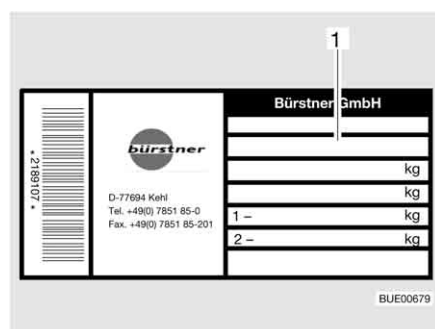 1
Bürstner GmbH
* 2189107 *
bürstner
D-77694 Kehl
Tel. +49(0) 7851 85-0
Fax. +49(0) 7851 85-201
kg
kg
1 – kg
2 – kg
BUE00679